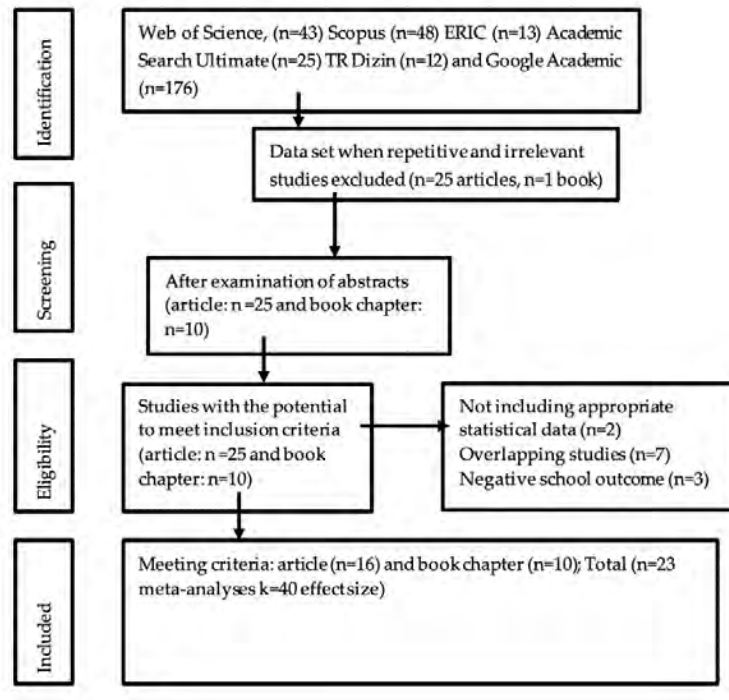 Identification
Web of Science, (n=43) Scopus (n=48) ERIC (n=13) Academic
Search Ultimate (n=25) TR Dizin (n=12) and Google Academic
(n=176)
Data set when repetitive and irrelevant
studies excluded (n=25 articles, n=1 book)
Screening
After examination of abstracts
(article: n =25 and book chapter:
n=10)
Eligibility
Studies with the potential
to meet inclusion criteria
(article: n =25 and book
chapter: n=10)
Not including appropriate
statistical data (n=2)
Overlapping studies (n=7)
Negative school outcome (n=3)
Included
Meeting criteria: article (n=16) and book chapter (n=10); Total (n=23
meta-analyses k=40 effect size)